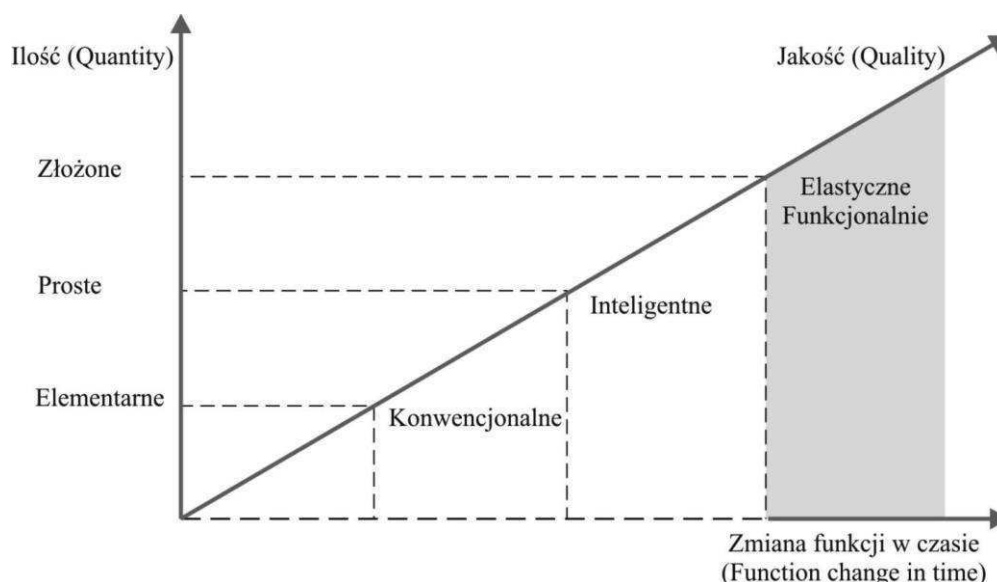 Ilość (Quantity)
Jakość (Quality)
Złożone
Elastyczne
Funkcjonalnie
Proste
Inteligentne
Elementarne
Konwencjonalne
Zmiana funkcji w czasie
(Function change in time)